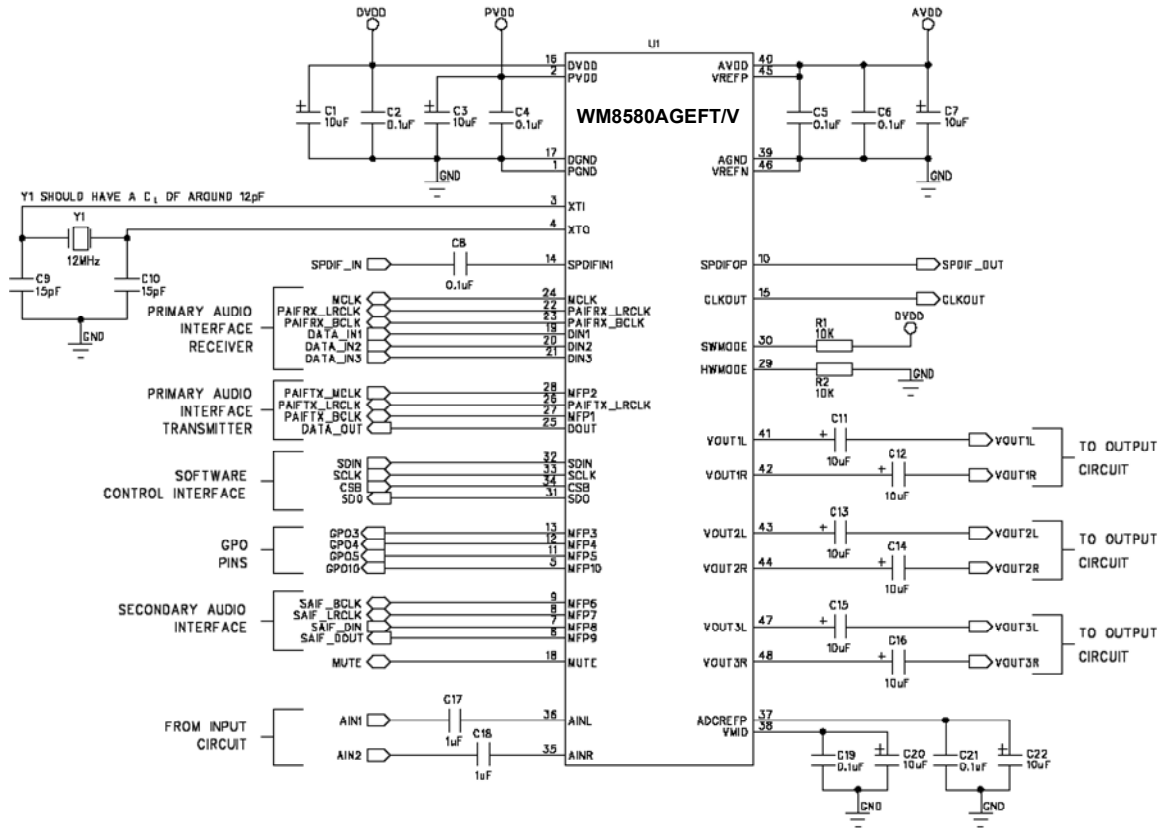 DVDD
PVDD
AVDD
U1
WM8580AGEFT/V
16 DVDD
2 PVDD
17 DGND
1 PGND
AVDD 40
VREFP 45
AGND 39
VREFN 46
C1
10uF
C2
0.1uF
C3
10uF
C4
0.1uF
C5
0.1uF
C6
0.1uF
C7
10uF
GND
GND
Y1 SHOULD HAVE A CL OF AROUND 12pF
3 XTI
Y1
12MHz
4 XTO
C9
15pF
C10
15pF
GND
SPDIF_IN
C8
0.1uF
14 SPDIFIN1
SPDIFOP 10 SPDIF_OUT
CLKOUT 15 CLKOUT
PRIMARY AUDIO
INTERFACE
RECEIVER
MCLK 24 MCLK
PAIFRX_LRCLK 22 PAIFRX_LRCLK
PAIFRX_BCLK 23 PAIFRX_BCLK
DATA_IN1 19 DIN1
DATA_IN2 20 DIN2
DATA_IN3 21 DIN3
DVDD
R1
10K
SWMODE 30
HWMODE 29
R2
10K
GND
PRIMARY AUDIO
INTERFACE
TRANSMITTER
PAIFTX_MCLK 28 MFP2
PAIFTX_LRCLK 26 PAIFTX_LRCLK
PAIFTX_BCLK 27 MFP1
DATA_OUT 25 DOUT
SOFTWARE
CONTROL INTERFACE
SDIN 32 SDIN
SCLK 33 SCLK
CSB 34 CSB
SDO 31 SDO
GPO
PINS
GPO3 13 MFP3
GPO4 12 MFP4
GPO5 11 MFP5
GPO10 5 MFP10
SECONDARY AUDIO
INTERFACE
SAIF_BCLK 9 MFP6
SAIF_LRCLK 8 MFP7
SAIF_DIN 7 MFP8
SAIF_DOUT 6 MFP9
MUTE 18 MUTE
FROM INPUT
CIRCUIT
AIN1
C17
1uF
36 AINL
AIN2
C18
1uF
35 AINR
VOUT1L 41
C11
10uF
VOUT1L
VOUT1R 42
C12
10uF
VOUT1R
TO OUTPUT
CIRCUIT
VOUT2L 43
C13
10uF
VOUT2L
VOUT2R 44
C14
10uF
VOUT2R
TO OUTPUT
CIRCUIT
VOUT3L 47
C15
10uF
VOUT3L
VOUT3R 48
C16
10uF
VOUT3R
TO OUTPUT
CIRCUIT
ADCREFP 37
VMID 38
C19
0.1uF
C20
10uF
C21
0.1uF
C22
10uF
GND
GND